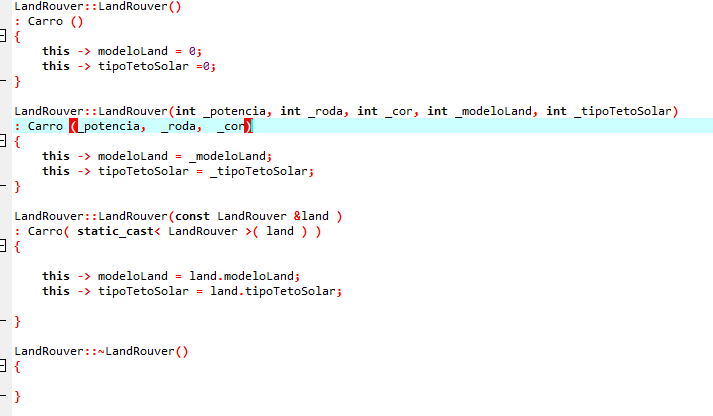 LandRouver::LandRouver()
: Carro ()
{
    this -> modeloLand = 0;
    this -> tipoTetoSolar =0;
}
LandRouver::LandRouver(int _potencia, int _roda, int _cor, int _modeloLand, int _tipoTetoSolar)
: Carro (_potencia,  _roda,  _cor)
{
    this -> modeloLand = _modeloLand;
    this -> tipoTetoSolar = _tipoTetoSolar;
}
LandRouver::LandRouver(const LandRouver &land )
: Carro( static_cast< LandRouver >( land ) )
{
    this -> modeloLand = land.modeloLand;
    this -> tipoTetoSolar = land.tipoTetoSolar;
}
LandRouver::~LandRouver()
{
}